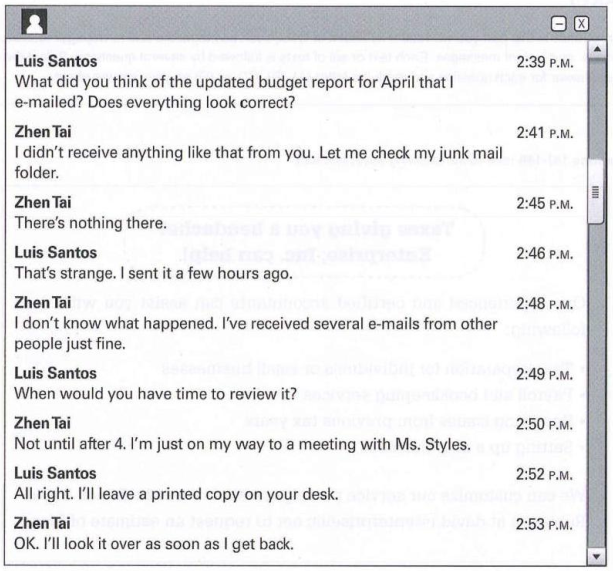 Luis Santos 2:39 P.M.
What did you think of the updated budget report for April that I
e-mailed? Does everything look correct?
Zhen Tai 2:41 P.M.
I didn't receive anything like that from you. Let me check my junk mail
folder.
Zhen Tai 2:45 P.M.
There's nothing there.
Luis Santos 2:46 P.M.
That's strange. I sent it a few hours ago.
Zhen Tai 2:48 P.M.
I don't know what happened. I've received several e-mails from other
people just fine.
Luis Santos 2:49 P.M.
When would you have time to review it?
Zhen Tai 2:50 P.M.
Not until after 4. I'm just on my way to a meeting with Ms. Styles.
Luis Santos 2:52 P.M.
All right. I'll leave a printed copy on your desk.
Zhen Tai 2:53 P.M.
OK. I'll look it over as soon as I get back.